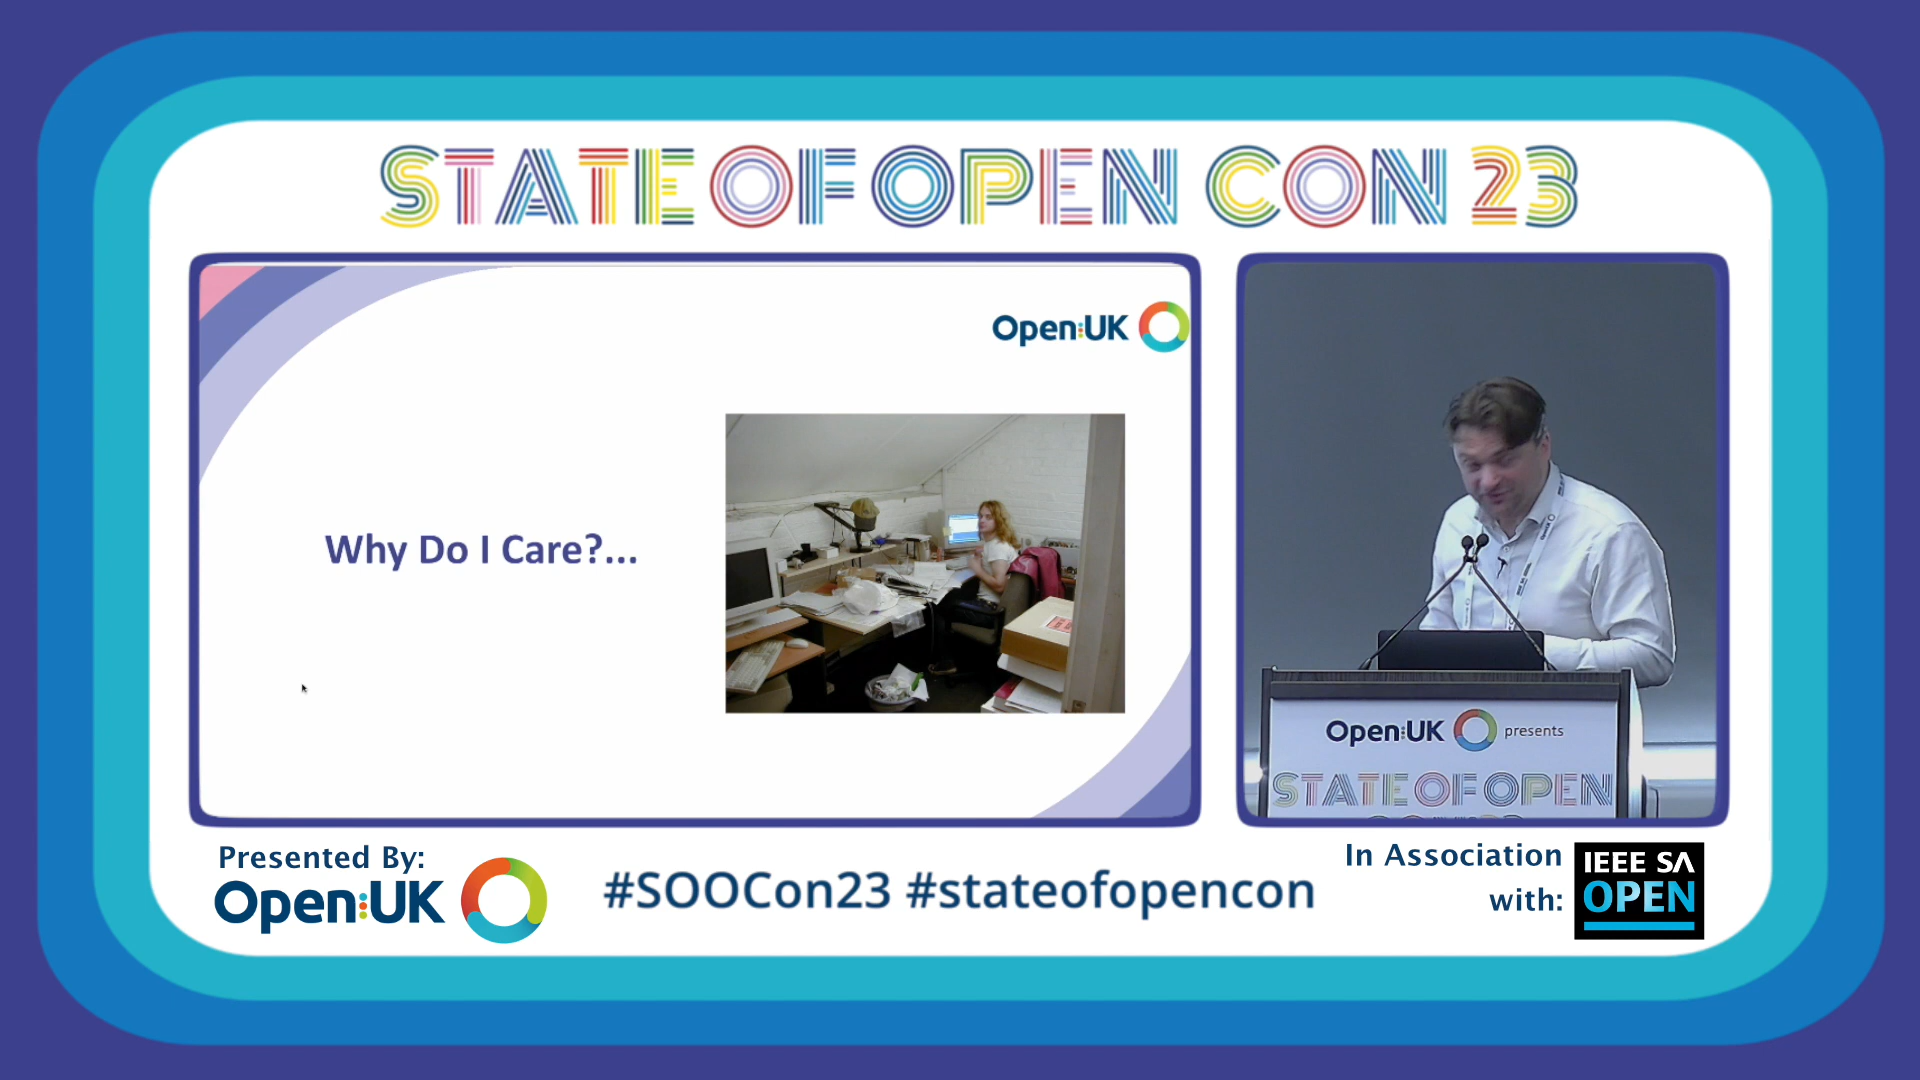 STATE OF OPEN CON 23
Open:UK
Why Do I Care?...
Open:UK presents
STATE OF OPEN
Presented By:
Open:UK
#SOOCon23 #stateofopencon
In Association
with:
IEEE SA
OPEN